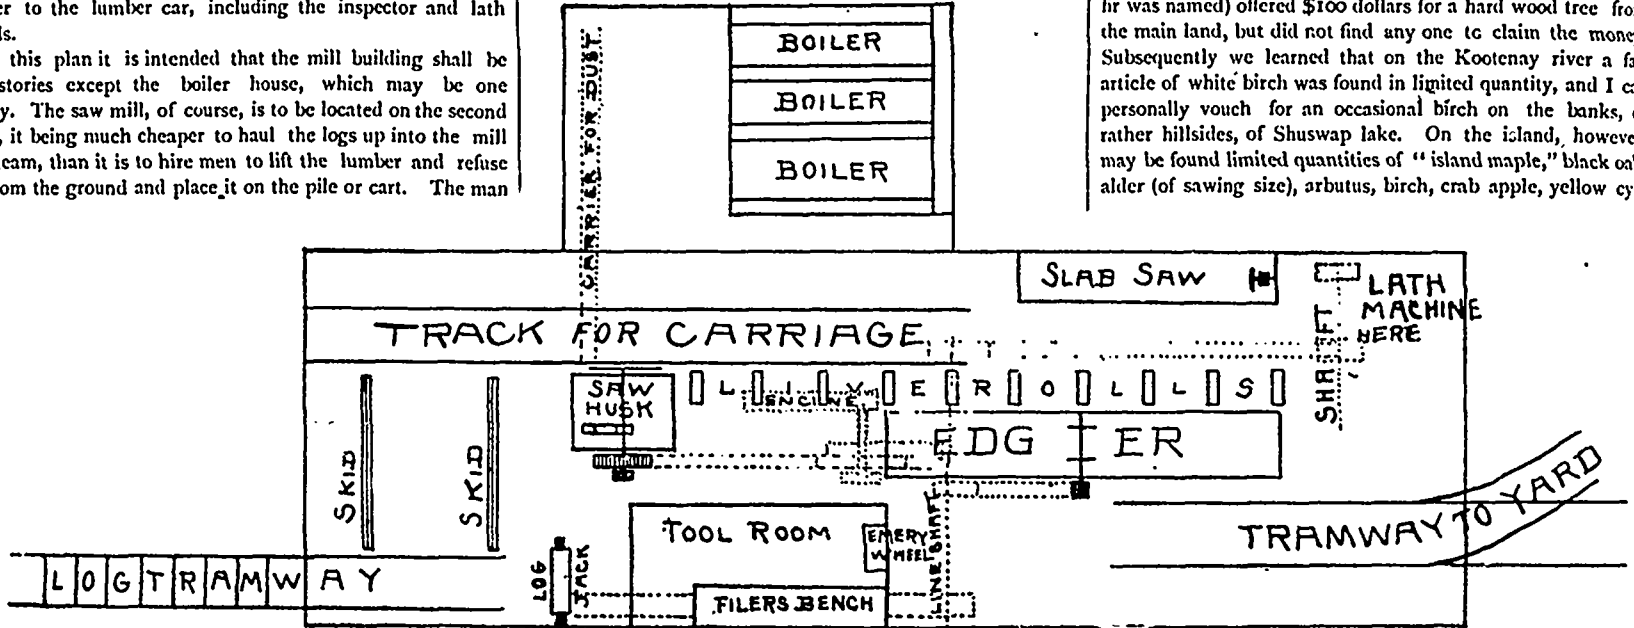 er to the lumber car, including the inspector and lath
ls.
this plan it is intended that the mill building shall be
stories except the boiler house, which may be one
y. The saw mill, of course, is to be located on the second
, it being much cheaper to haul the logs up into the mill
eam, than it is to hire men to lift the lumber and refuse
om the ground and place it on the pile or cart. The man
fir was named) offered $100 dollars for a hard wood tree fro
the main land, but did not find any one to claim the mone
Subsequently we learned that on the Kootenay river a fa
article of white birch was found in limited quantity, and I ca
personally vouch for an occasional birch on the banks,
rather hillsides, of Shuswap lake. On the island, howeve
may be found limited quantities of "island maple," black oa
alder (of sawing size), arbutus, birch, crab apple, yellow cy
BOILER
BOILER
BOILER
CARRIER FOR DUST
SLAB SAW
LATH
MACHINE
HERE
SHAFT
TRACK FOR CARRIAGE
SAW
HUSK
LIVE ROLLS
ENGINE
EDGER
SKID
SKID
TOOL ROOM
EMERY
WHEEL
LINE SHAFT
TRAMWAY TO YARD
LOG TRAMWAY
LOG
JACK
FILERS BENCH